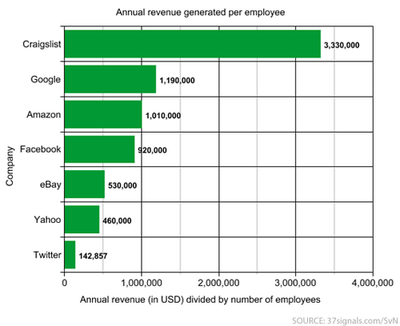 Annual revenue generated per employee
Company
Craigslist 3,330,000
Google 1,190,000
Amazon 1,010,000
Facebook 920,000
eBay 530,000
Yahoo 460,000
Twitter 142,857
0 1,000,000 2,000,000 3,000,000 4,000,000
Annual revenue (in USD) divided by number of employees
SOURCE: 37signals.com/SvN